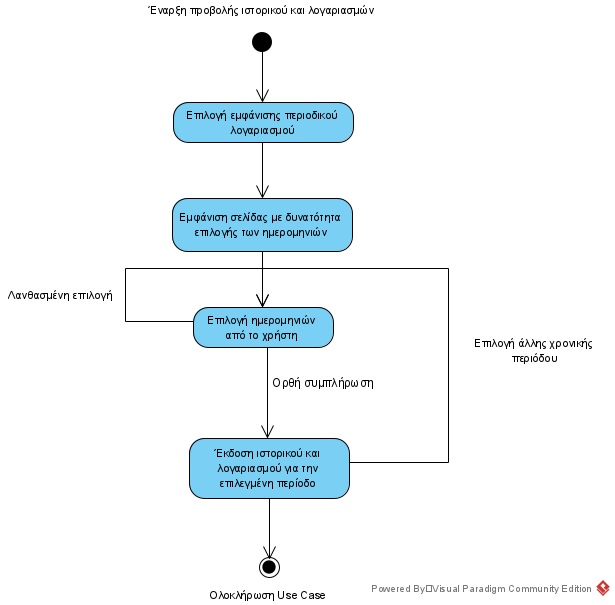 Έναρξη προβολής ιστορικού και λογαριασμών
Επιλογή εμφάνισης περιοδικού
λογαριασμού
Εμφάνιση σελίδας με δυνατότητα
επιλογής των ημερομηνιών
Λανθασμένη επιλογή
Επιλογή ημερομηνιών
από το χρήστη
Επιλογή άλλης χρονικής
περιόδου
Ορθή συμπλήρωση
Έκδοση ιστορικού και
λογαριασμού για την
επιλεγμένη περίοδο
Ολοκλήρωση Use Case
Powered By Visual Paradigm Community Edition